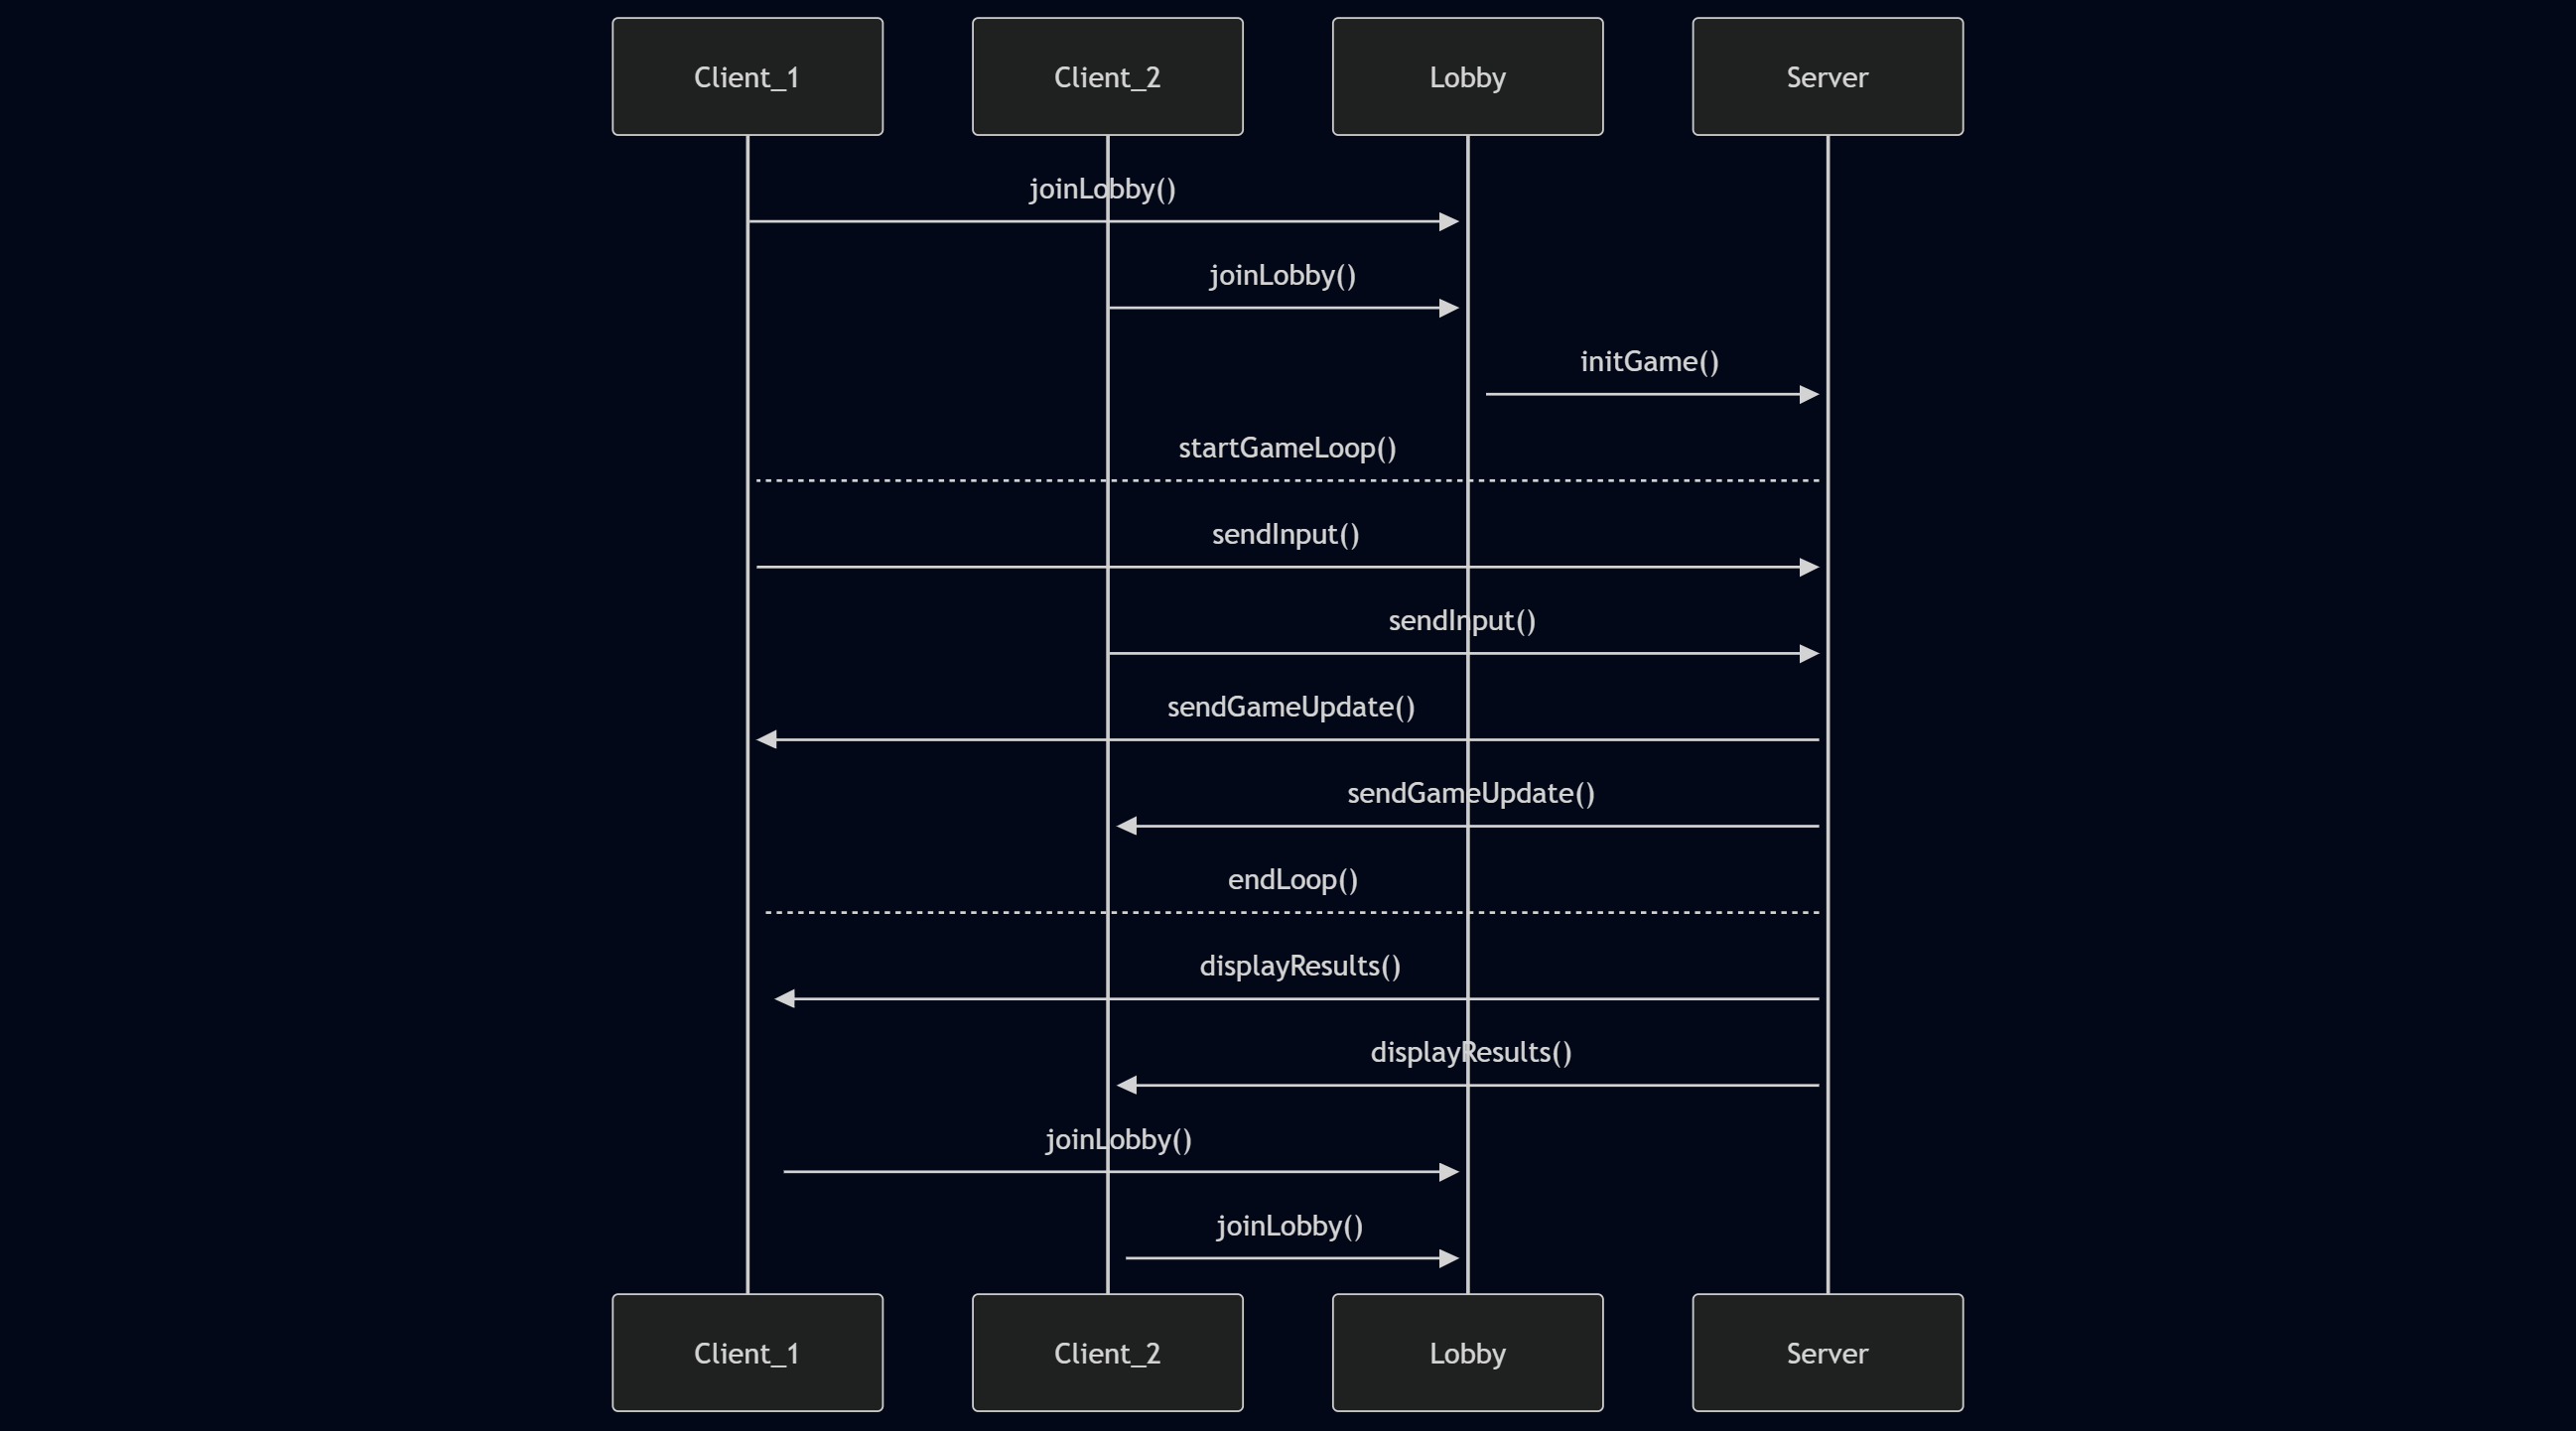 Client_1
Client_2
Lobby
Server
joinLobby()
joinLobby()
initGame()
startGameLoop()
sendInput()
sendInput()
sendGameUpdate()
sendGameUpdate()
endLoop()
displayResults()
displayResults()
joinLobby()
joinLobby()
Client_1
Client_2
Lobby
Server